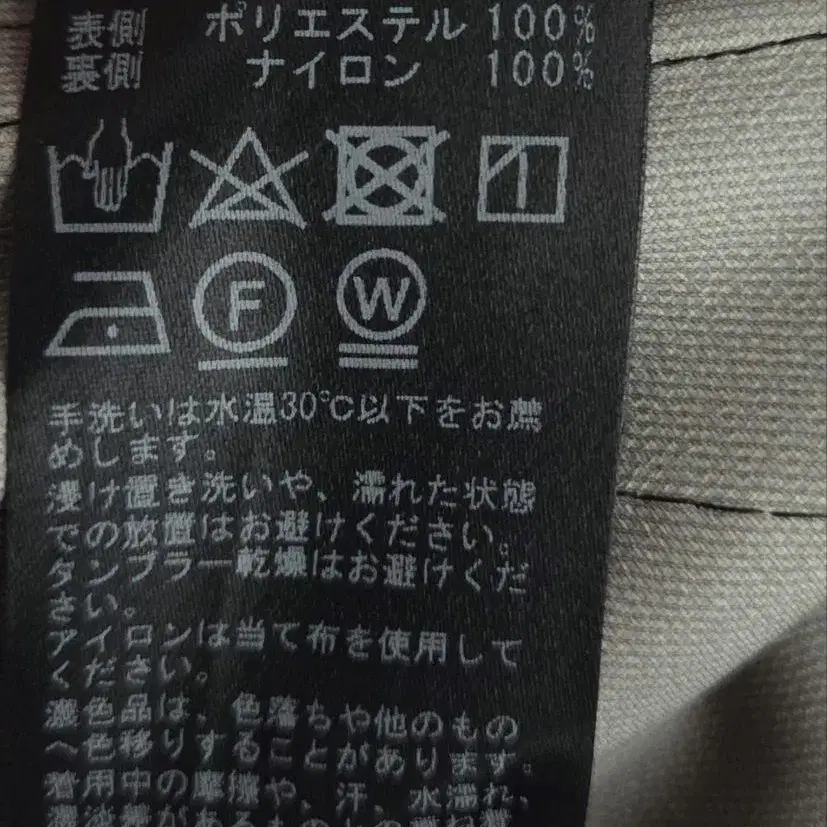 表側 ポリエステル 100%
裏側 ナイロン 100%
F
W
手洗いは水温30℃以下をお薦
めします。
浸け置き洗いや、濡れた状態
での放置はお避けください。
タンブラー乾燥はお避けくだ
さい。
アイロンは当て布を使用して
ください。
濃色品は、色落ちや他のもの
へ色移りすることがあります。
着用中の摩擦や、汗、水濡れ、